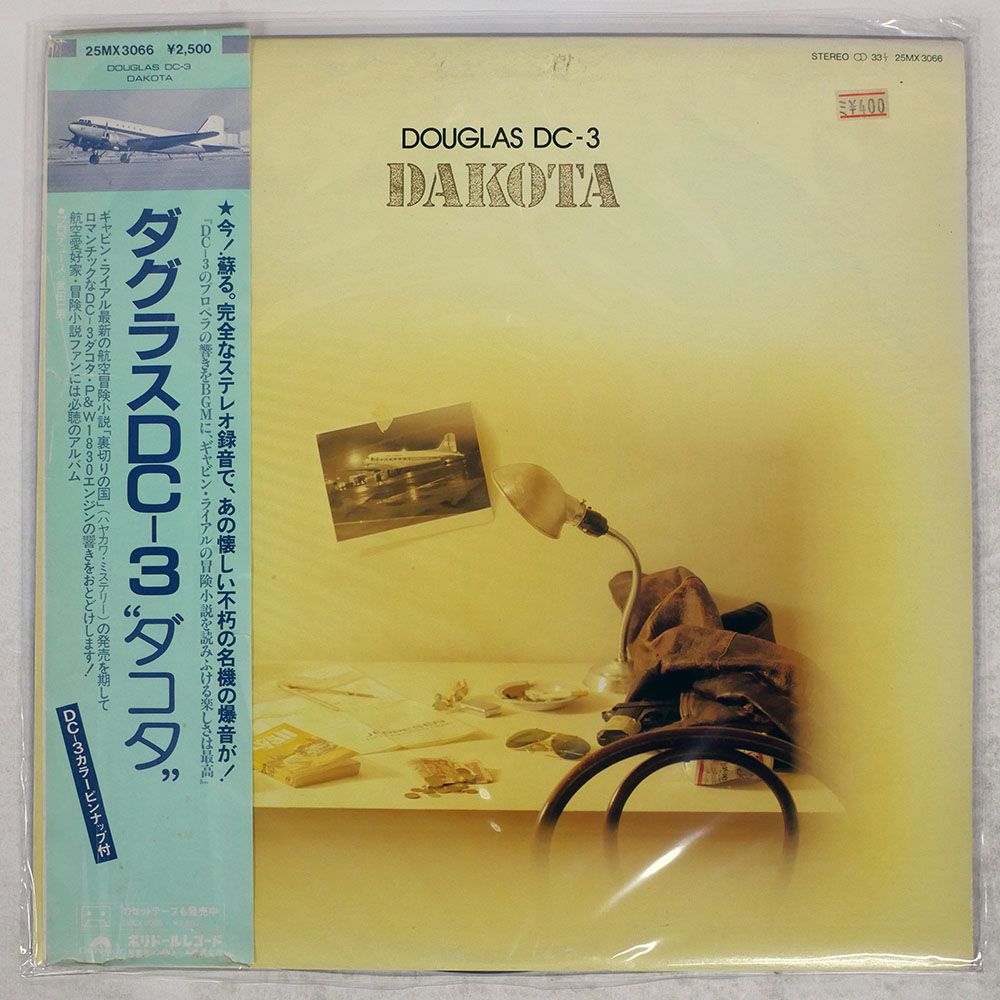 25MX3066 ¥2,500
DOUGLAS DC-3
DAKOTA
★今!蘇る。完全なステレオ録音で、あの懐しい不朽の名機の爆音が!
『DC-3のプロペラの響きをBGMに、ギャビン・ライアルの冒険小説を読みふける楽しさは最高』
ダグラスDC-3“ダコタ”
ギャビン・ライアル最新の航空冒険小説「裏切りの国」(ハヤカワ・ミステリー)の発売を期して
ロマンチックなDC-3ダコタ・P&W1830エンジンの響きをおとどけします!
航空愛好家・冒険小説ファンには必聴のアルバム
●プロデュース
DC-3カラーピンナップ付
カセットテープも発売中
ポリドールレコード
STEREO 33⅓ 25MX3066
¥400
DOUGLAS DC-3
DAKOTA